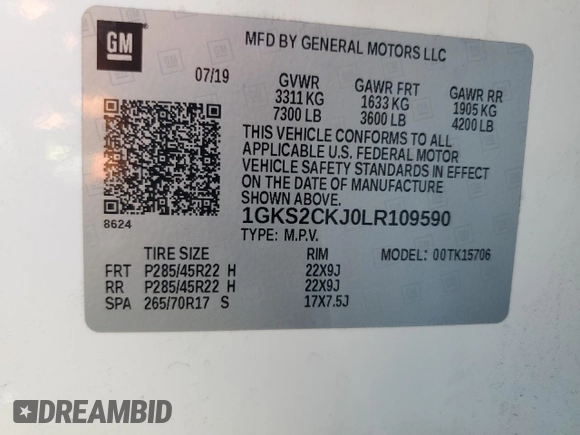 GM
MFD BY GENERAL MOTORS LLC
07/19 GVWR GAWR FRT GAWR RR
3311 KG 1633 KG 1905 KG
7300 LB 3600 LB 4200 LB
THIS VEHICLE CONFORMS TO ALL
APPLICABLE U.S. FEDERAL MOTOR
VEHICLE SAFETY STANDARDS IN EFFECT
ON THE DATE OF MANUFACTURE
SHOWN ABOVE.
8624
1GKS2CKJ0LR109590
TYPE: M.P.V.
TIRE SIZE RIM MODEL: 00TK15706
FRT P285/45R22 H 22X9J
RR P285/45R22 H 22X9J
SPA 265/70R17 S 17X7.5J
DREAMBID